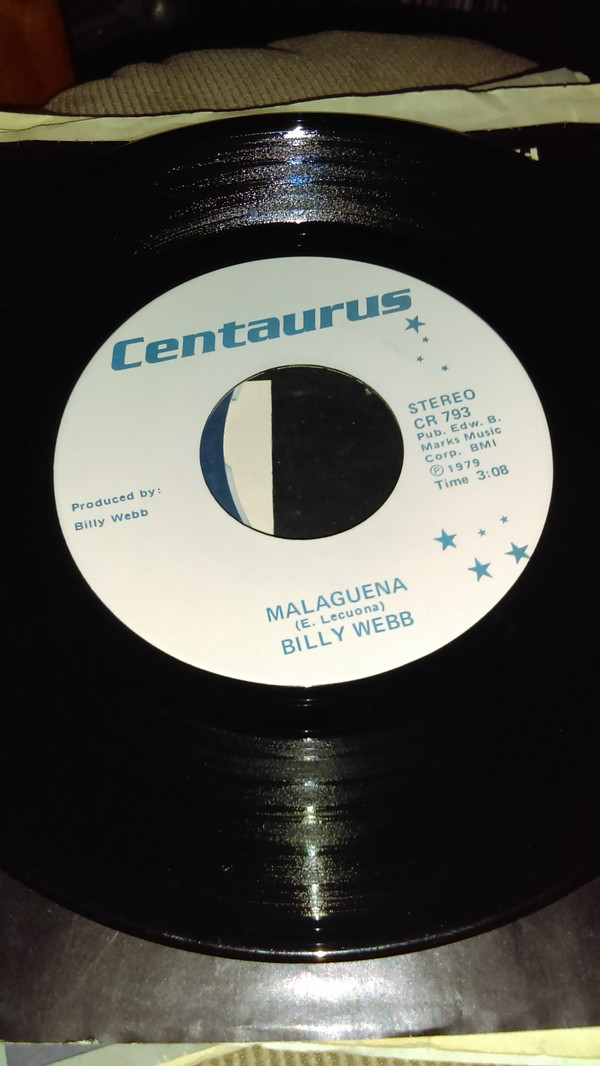 Centaurus
STEREO
CR 793
Pub. Edw. B.
Marks Music
Corp. BMI
Ⓟ 1979
Time 3:08
Produced by:
Billy Webb
MALAGUENA
(E. Lecuona)
BILLY WEBB